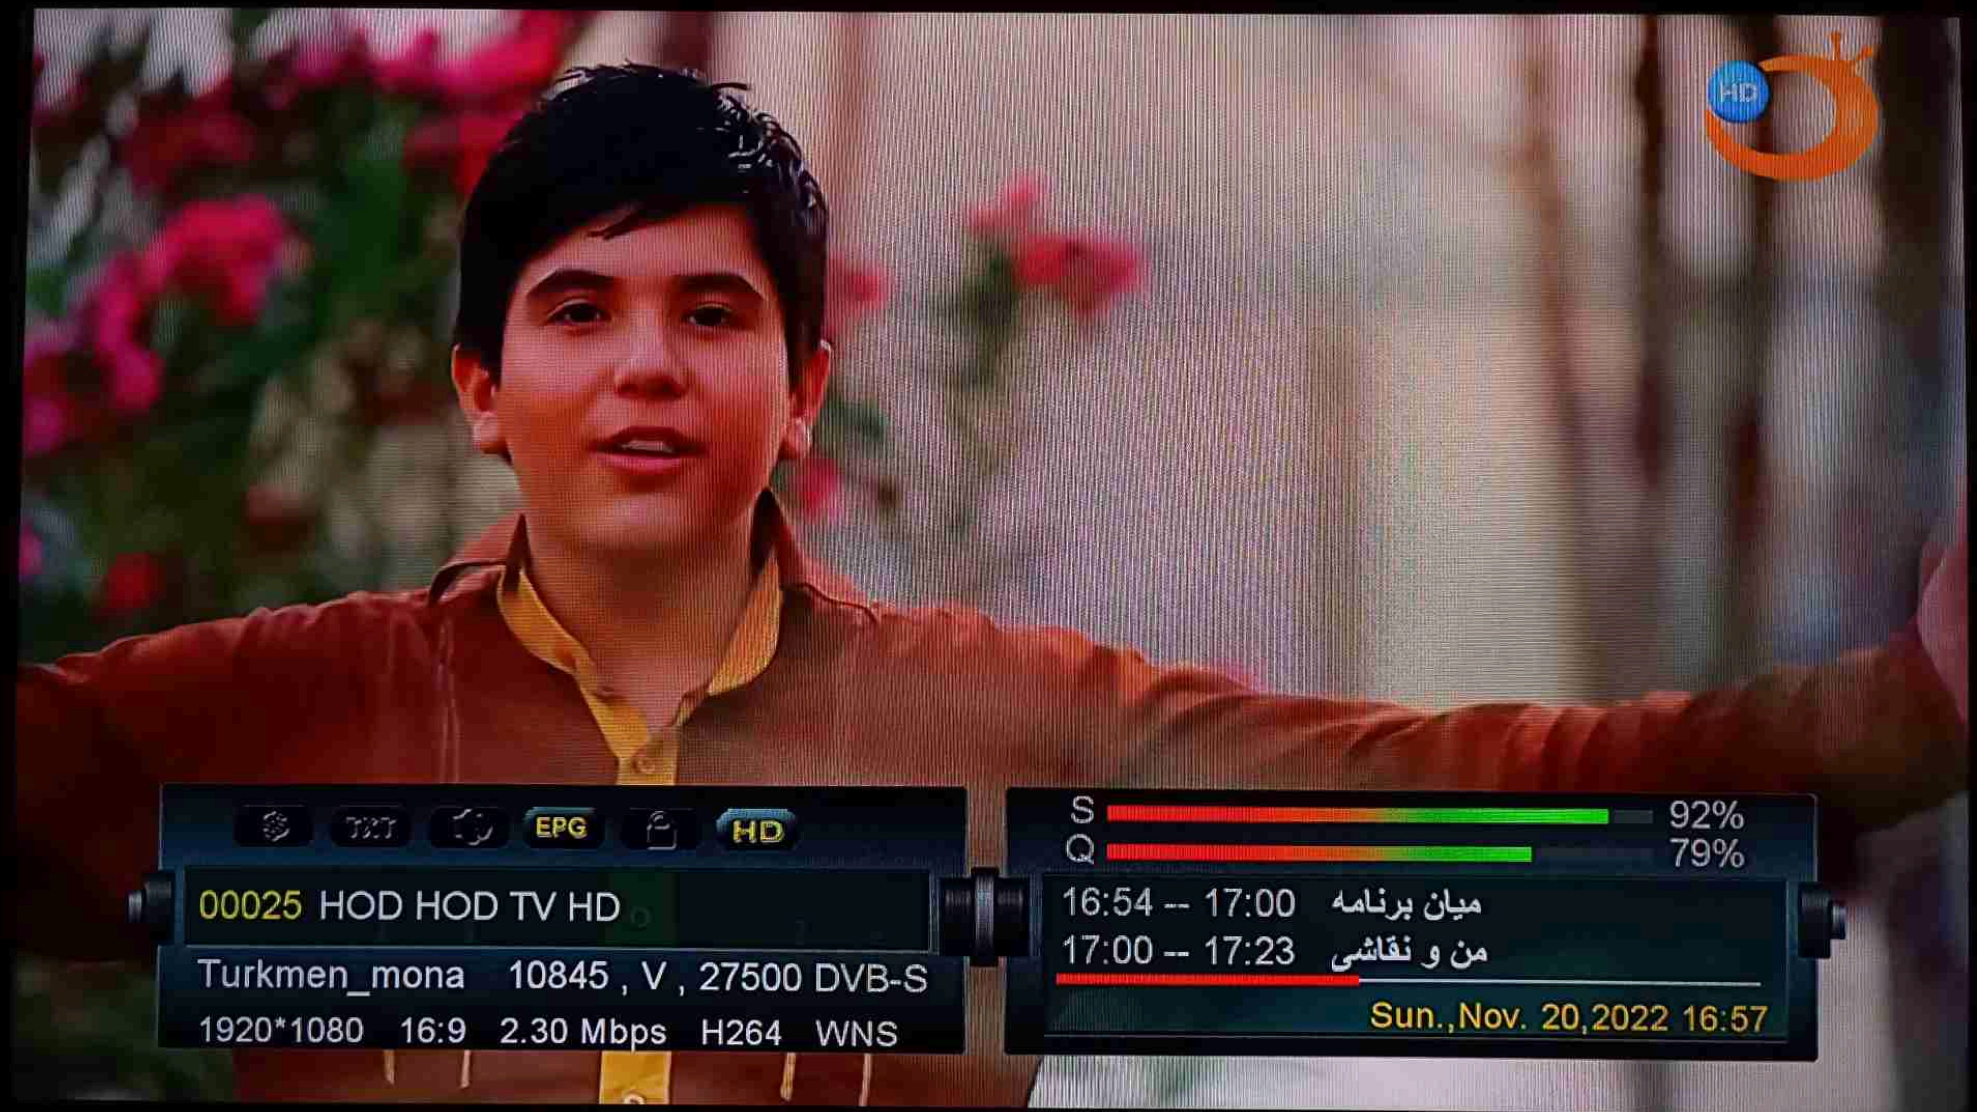 HD
TXT
EPG
HD
00025 HOD HOD TV HD
Turkmen_mona 10845 , V , 27500 DVB-S
1920*1080 16:9 2.30 Mbps H264 WNS
S 92%
Q 79%
16:54 -- 17:00 میان برنامه
17:00 -- 17:23 من و نقاشی
Sun.,Nov. 20,2022 16:57